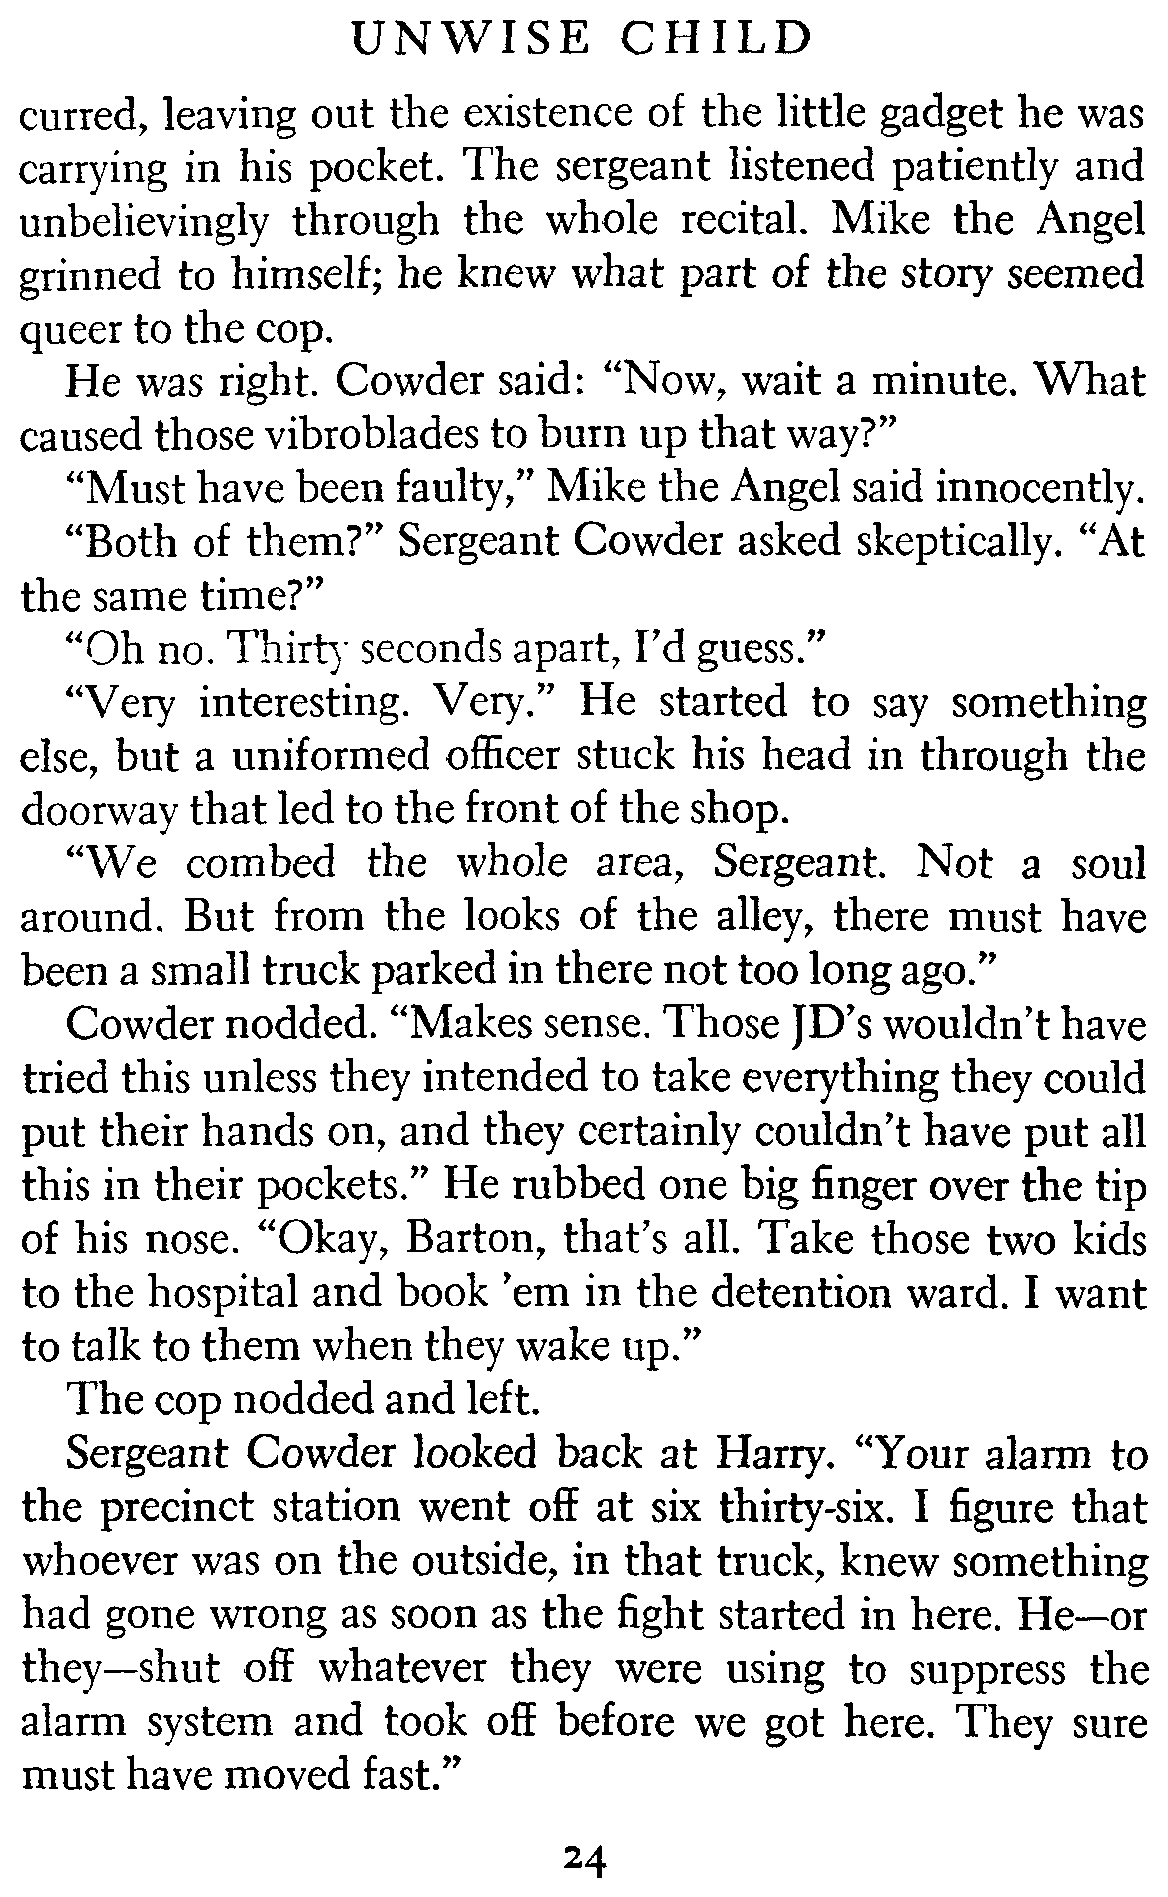 UNWISE CHILD
curred, leaving out the existence of the little gadget he was
carrying in his pocket. The sergeant listened patiently and
unbelievingly through the whole recital. Mike the Angel
grinned to himself; he knew what part of the story seemed
queer to the cop.
He was right. Cowder said: “Now, wait a minute. What
caused those vibroblades to burn up that way?”
“Must have been faulty,” Mike the Angel said innocently.
“Both of them?” Sergeant Cowder asked skeptically. “At
the same time?”
“Oh no. Thirty seconds apart, I’d guess.”
“Very interesting. Very.” He started to say something
else, but a uniformed officer stuck his head in through the
doorway that led to the front of the shop.
“We combed the whole area, Sergeant. Not a soul
around. But from the looks of the alley, there must have
been a small truck parked in there not too long ago.”
Cowder nodded. “Makes sense. Those JD’s wouldn’t have
tried this unless they intended to take everything they could
put their hands on, and they certainly couldn’t have put all
this in their pockets.” He rubbed one big finger over the tip
of his nose. “Okay, Barton, that’s all. Take those two kids
to the hospital and book ’em in the detention ward. I want
to talk to them when they wake up.”
The cop nodded and left.
Sergeant Cowder looked back at Harry. “Your alarm to
the precinct station went off at six thirty-six. I figure that
whoever was on the outside, in that truck, knew something
had gone wrong as soon as the fight started in here. He—or
they—shut off whatever they were using to suppress the
alarm system and took off before we got here. They sure
must have moved fast.”
24